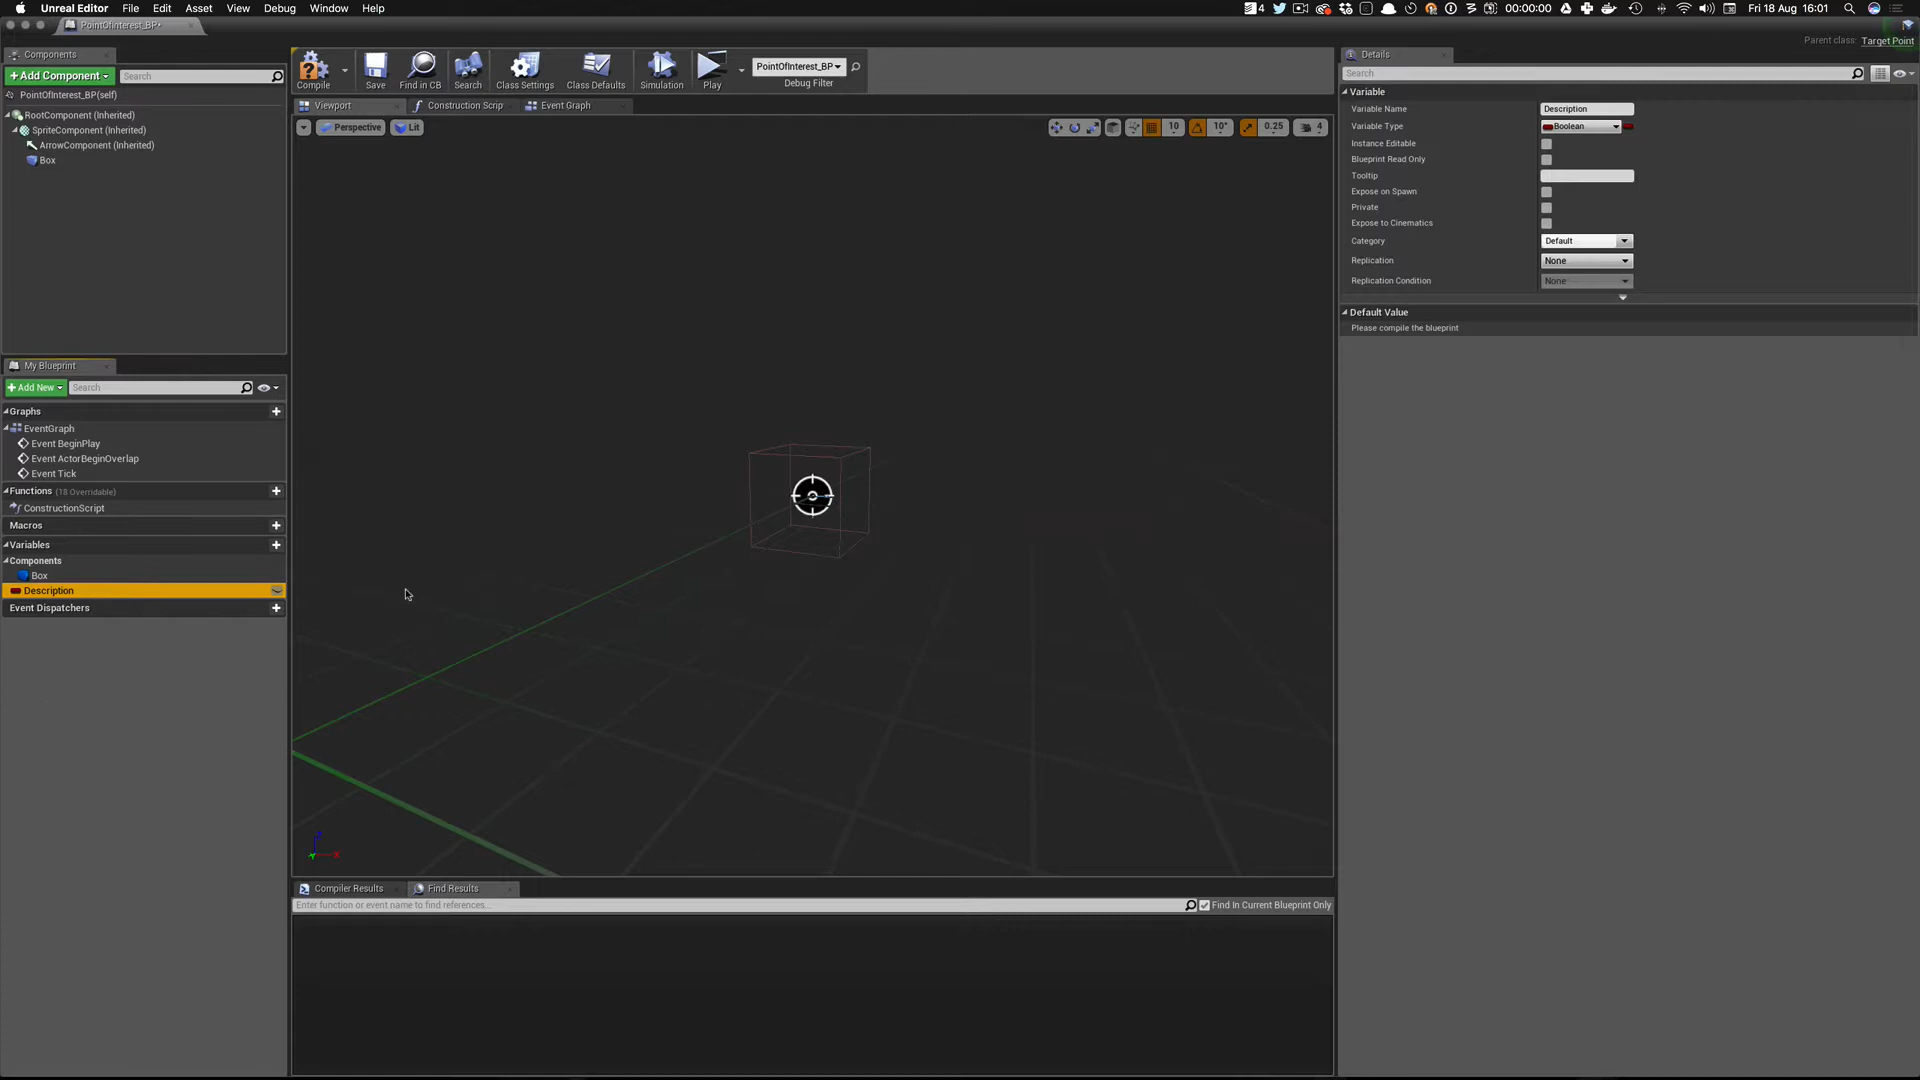 Unreal Editor File Edit Asset View Debug Window Help 4 00:00:00 Fri 18 Aug 16:01
PointOfInterest_BP*
Parent class: Target Point
Components
+Add Component Search
PointOfInterest_BP(self)
RootComponent (Inherited)
SpriteComponent (Inherited)
ArrowComponent (Inherited)
Box
My Blueprint
+Add New Search
Graphs
EventGraph
Event BeginPlay
Event ActorBeginOverlap
Event Tick
Functions (18 Overridable)
ConstructionScript
Macros
Variables
Components
Box
Description
Event Dispatchers
Compile Save Find in CB Search Class Settings Class Defaults Simulation Play
PointOfInterest_BP
Debug Filter
Viewport Construction Scrip Event Graph
Perspective Lit 10 10° 0.25 4
Z
Y X
Compiler Results Find Results
Enter function or event name to find references...
Find In Current Blueprint Only
Details
Search
Variable
Variable Name Description
Variable Type Boolean
Instance Editable
Blueprint Read Only
Tooltip
Expose on Spawn
Private
Expose to Cinematics
Category Default
Replication None
Replication Condition None
Default Value
Please compile the blueprint